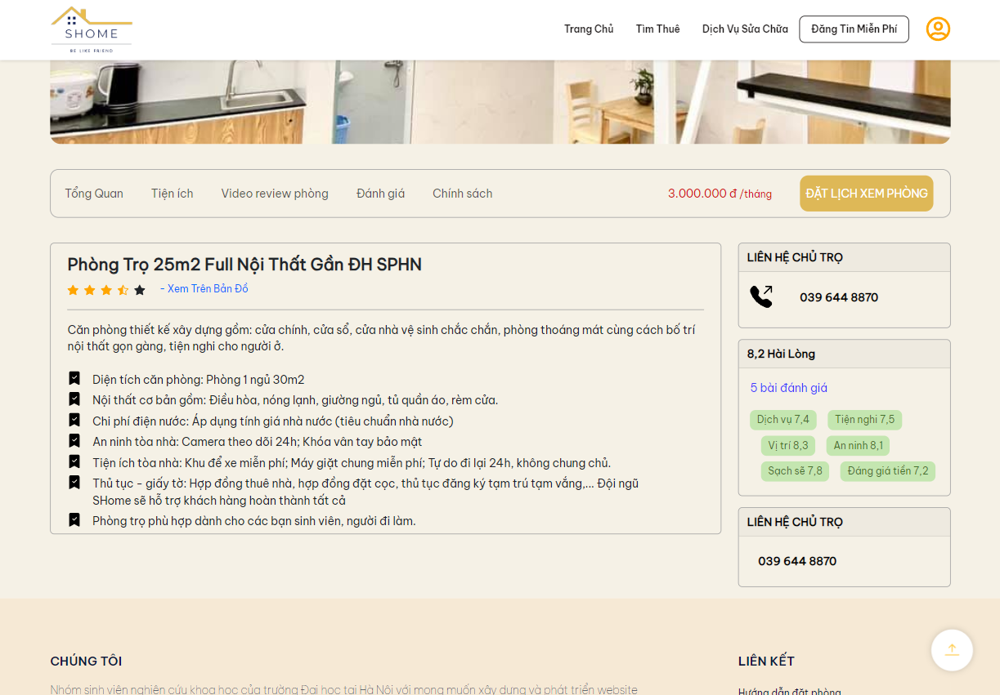 SHOME
BE LIKE FRIEND
Trang Chủ
Tìm Thuê
Dịch Vụ Sửa Chữa
Đăng Tin Miễn Phí
Tổng Quan
Tiện ích
Video review phòng
Đánh giá
Chính sách
3.000.000 đ /tháng
ĐẶT LỊCH XEM PHÒNG
Phòng Trọ 25m2 Full Nội Thất Gần ĐH SPHN
- Xem Trên Bản Đồ
Căn phòng thiết kế xây dựng gồm: cửa chính, cửa sổ, cửa nhà vệ sinh chắc chắn, phòng thoáng mát cùng cách bố trí
nội thất gọn gàng, tiện nghi cho người ở.
Diện tích căn phòng: Phòng 1 ngủ 30m2
Nội thất cơ bản gồm: Điều hòa, nóng lạnh, giường ngủ, tủ quần áo, rèm cửa.
Chi phí điện nước: Áp dụng tính giá nhà nước (tiêu chuẩn nhà nước)
An ninh tòa nhà: Camera theo dõi 24h; Khóa vân tay bảo mật
Tiện ích tòa nhà: Khu để xe miễn phí; Máy giặt chung miễn phí; Tự do đi lại 24h, không chung chủ.
Thủ tục - giấy tờ: Hợp đồng thuê nhà, hợp đồng đặt cọc, thủ tục đăng ký tạm trú tạm vắng,... Đội ngũ
SHome sẽ hỗ trợ khách hàng hoàn thành tất cả
Phòng trọ phù hợp dành cho các bạn sinh viên, người đi làm.
LIÊN HỆ CHỦ TRỌ
039 644 8870
8,2 Hài Lòng
5 bài đánh giá
Dịch vụ 7,4
Tiện nghi 7,5
Vị trí 8,3
An ninh 8,1
Sạch sẽ 7,8
Đáng giá tiền 7,2
LIÊN HỆ CHỦ TRỌ
039 644 8870
CHÚNG TÔI
Nhóm sinh viên nghiên cứu khoa học của trường Đại học tại Hà Nội với mong muốn xây dựng và phát triển website
LIÊN KẾT
Hướng dẫn đặt phòng